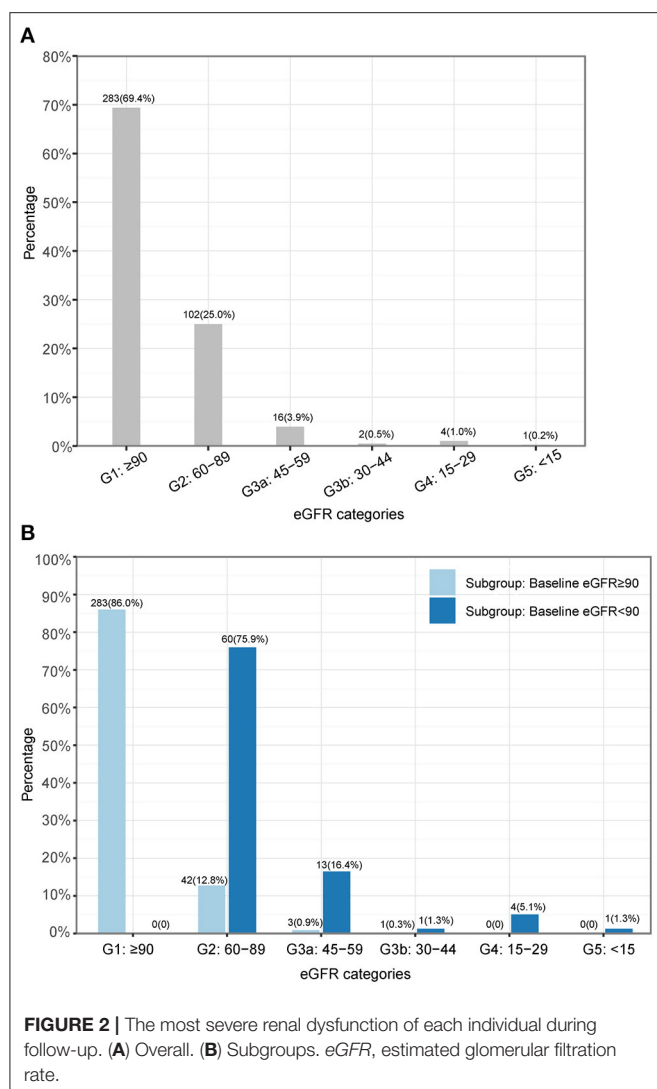 A
80%
70%
60%
50%
40%
30%
20%
10%
0%
Percentage
283(69.4%)
102(25.0%)
16(3.9%)
2(0.5%)
4(1.0%)
1(0.2%)
G1: ≥90
G2: 60−89
G3a: 45−59
G3b: 30−44
G4: 15−29
G5: <15
eGFR categories
B
100%
90%
80%
70%
60%
50%
40%
30%
20%
10%
0%
Percentage
Subgroup: Baseline eGFR≥90
Subgroup: Baseline eGFR<90
283(86.0%)
0(0)
42(12.8%)
60(75.9%)
3(0.9%)
13(16.4%)
1(0.3%)
1(1.3%)
0(0)
4(5.1%)
0(0)
1(1.3%)
G1: ≥90
G2: 60−89
G3a: 45−59
G3b: 30−44
G4: 15−29
G5: <15
eGFR categories
FIGURE 2 | The most severe renal dysfunction of each individual during
follow-up. (A) Overall. (B) Subgroups. eGFR, estimated glomerular filtration
rate.